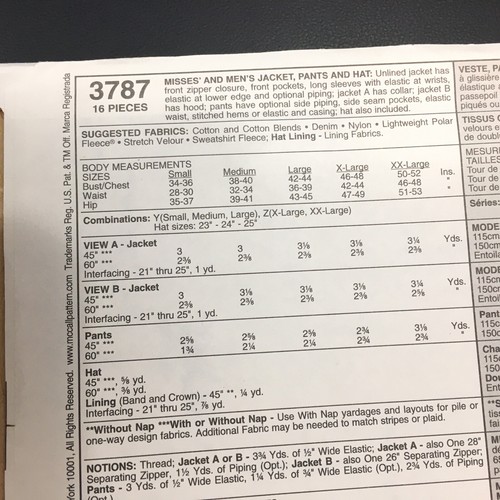 3787
16 PIECES
MISSES' AND MEN'S JACKET, PANTS AND HAT: Unlined jacket has
front zipper closure, front pockets, long sleeves with elastic at wrists,
elastic at lower edge and optional piping; jacket A has collar; jacket B
has hood; pants have optional side piping, side seam pockets, elastic
waist, stitched hems or elastic and casing; hat also included.
SUGGESTED FABRICS: Cotton and Cotton Blends • Denim • Nylon • Lightweight Polar
Fleece® • Stretch Velour • Sweatshirt Fleece; Hat Lining - Lining Fabrics.
BODY MEASUREMENTS
SIZES Small Medium Large X-Large XX-Large
Bust/Chest 34-36 38-40 42-44 46-48 50-52 Ins.
Waist 28-30 32-34 36-39 42-44 46-48 "
Hip 35-37 39-41 43-45 47-49 51-53 "
Combinations: Y(Small, Medium, Large), Z(X-Large, XX-Large)
Hat sizes: 23" - 24" - 25"
VIEW A - Jacket
45" *** 3 3 3⅛ 3⅛ 3¼ Yds.
60" *** 2⅜ 2⅜ 2⅜ 2⅜ 2⅜ "
Interfacing - 21" thru 25", 1 yd.
VIEW B - Jacket
45" *** 3 3⅛ 3⅛ 3⅛ 3¼ Yds.
60" *** 2⅜ 2⅜ 2⅜ 2⅜ 2⅜ "
Interfacing - 21" thru 25", 1 yd.
Pants
45" *** 2⅝ 2⅝ 2⅝ 2¾ 3⅛ Yds.
60" *** 1¾ 2¼ 2¼ 2¾ 2¾ "
Hat
45" ***, ⅝ yd.
60" ***, ⅜ yd.
Lining (Band and Crown) - 45" **, ¼ yd.
Interfacing - 21" thru 25", ⅞ yd.
**Without Nap ***With or Without Nap - Use With Nap yardages and layouts for pile or
one-way design fabrics. Additional Fabric may be needed to match stripes or plaid.
NOTIONS: Thread; Jacket A or B - 3¾ Yds. of ½" Wide Elastic; Jacket A - also One 28"
Separating Zipper, 1½ Yds. of Piping (Opt.); Jacket B - also One 26" Separating Zipper;
Pants - 3 Yds. of ½" Wide Elastic, 1¼ Yds. of ¾" Wide Elastic (Opt.), 2¾ Yds. of Piping
(Opt.)
York 10001, All Rights Reserved. www.mccallpattern.com Trademarks Reg. U.S. Pat. & TM Off. Marca Registrada
VESTE, PA
à glissière
élastique
passepoil
piqués ou
TISSUS
velours et
de double
MESUR
TAILLES
Tour de
Tour de
Tour de
Séries:
MODE
115cm
150cm
Entoila
MODE
115cm
150cm
Entoil
Pant
115c
150c
Cha
115c
150
Dou
Ent